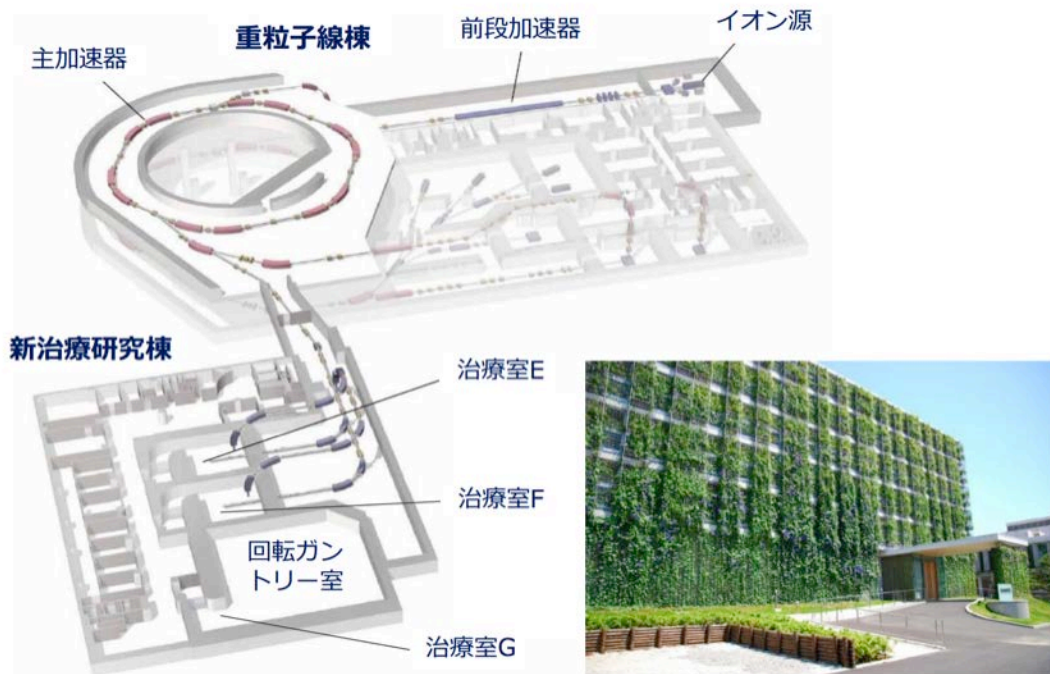 重粒子線棟
前段加速器
イオン源
主加速器
新治療研究棟
治療室E
治療室F
回転ガン
トリー室
治療室G